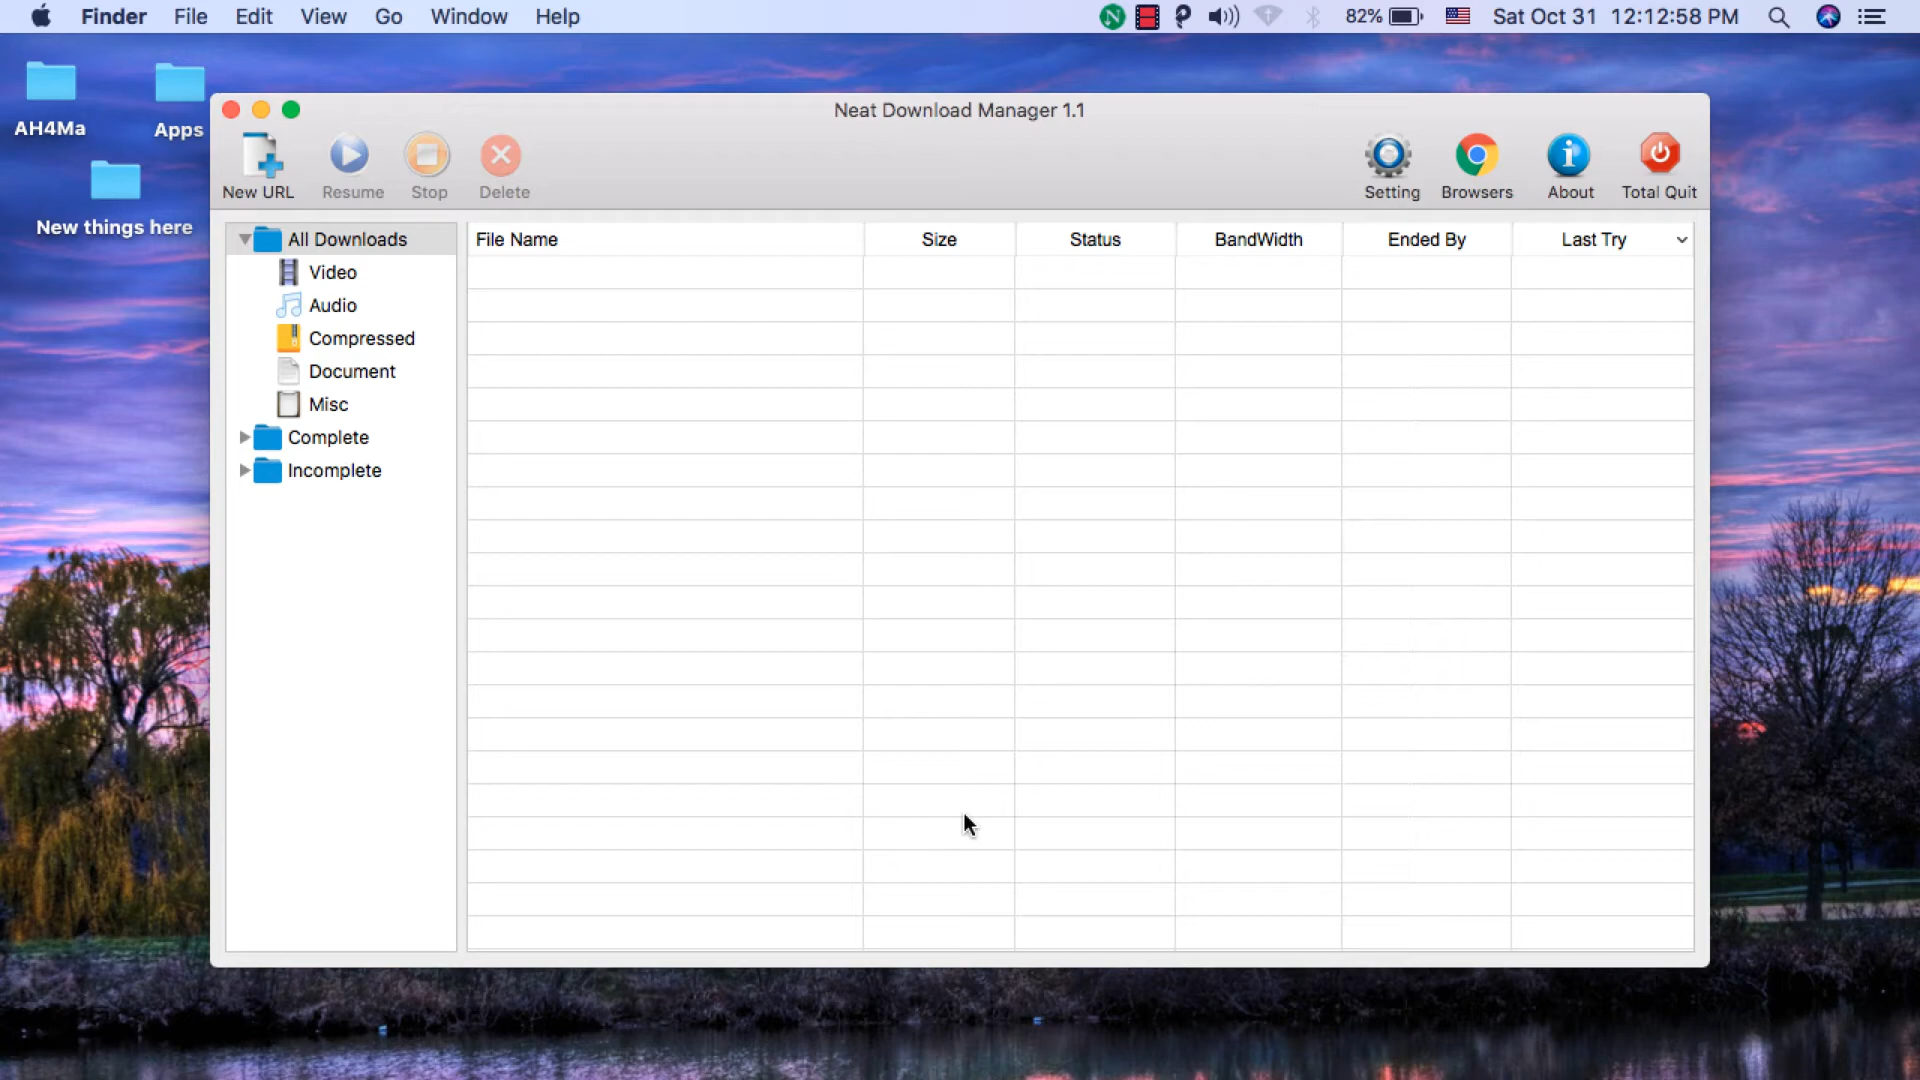 Finder File Edit View Go Window Help 82% Sat Oct 31 12:12:58 PM
AH4Ma Apps
New things here
Neat Download Manager 1.1
New URL Resume Stop Delete Setting Browsers About Total Quit
All Downloads
Video
Audio
Compressed
Document
Misc
Complete
Incomplete
File Name Size Status BandWidth Ended By Last Try